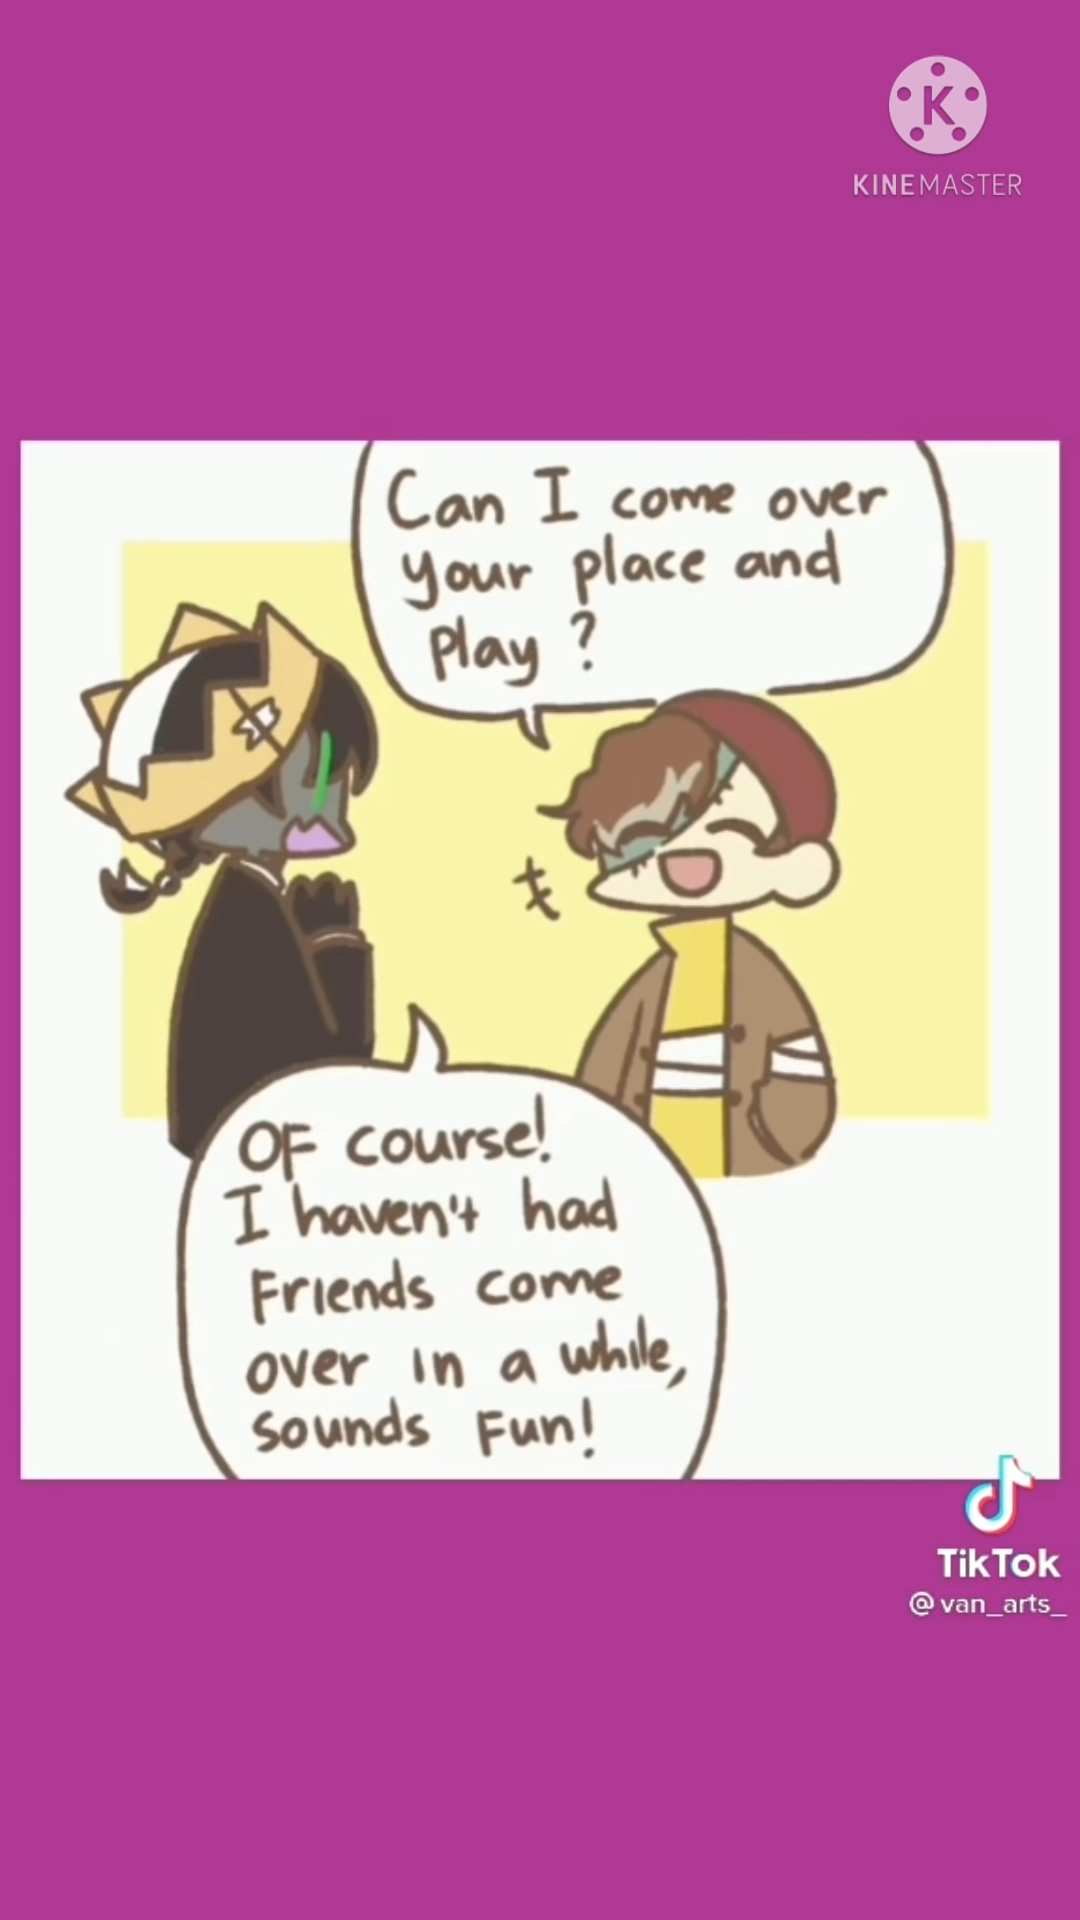 KINEMASTER
Can I come over
your place and
Play ?
OF course!
I haven't had
Friends come
over in a while,
sounds Fun!
TikTok
@van_arts_